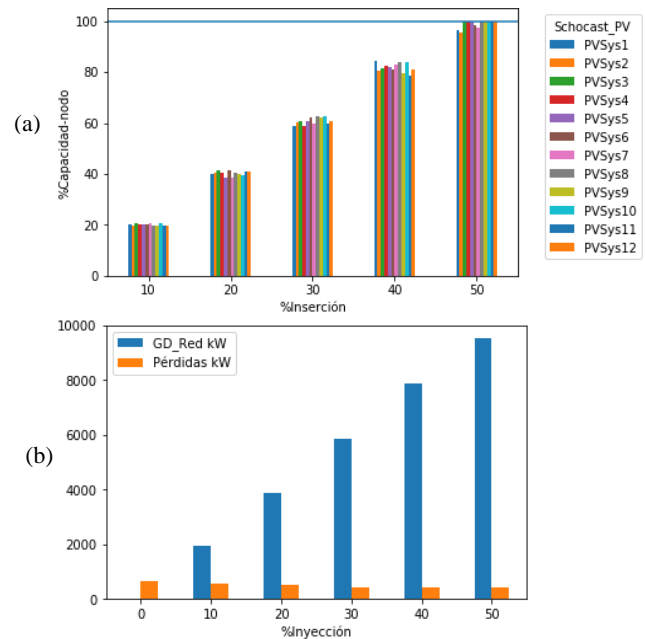 (a)
%Capacidad-nodo
100
80
60
40
20
0
10 20 30 40 50
%Inserción
Schocast_PV
PVSys1
PVSys2
PVSys3
PVSys4
PVSys5
PVSys6
PVSys7
PVSys8
PVSys9
PVSys10
PVSys11
PVSys12
(b)
10000
8000
6000
4000
2000
0
GD_Red kW
Pérdidas kW
0 10 20 30 40 50
%Inyección